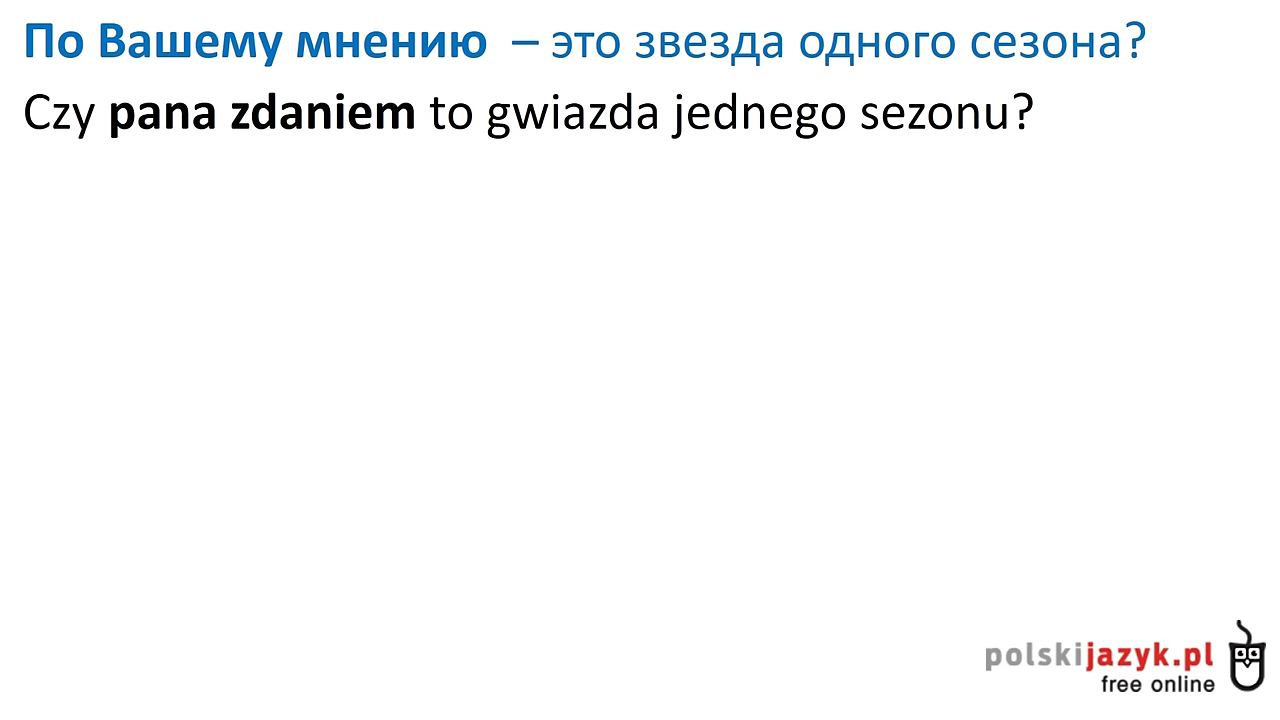 По Вашему мнению – это звезда одного сезона?
Czy pana zdaniem to gwiazda jednego sezonu?
polskijazyk.pl
free online